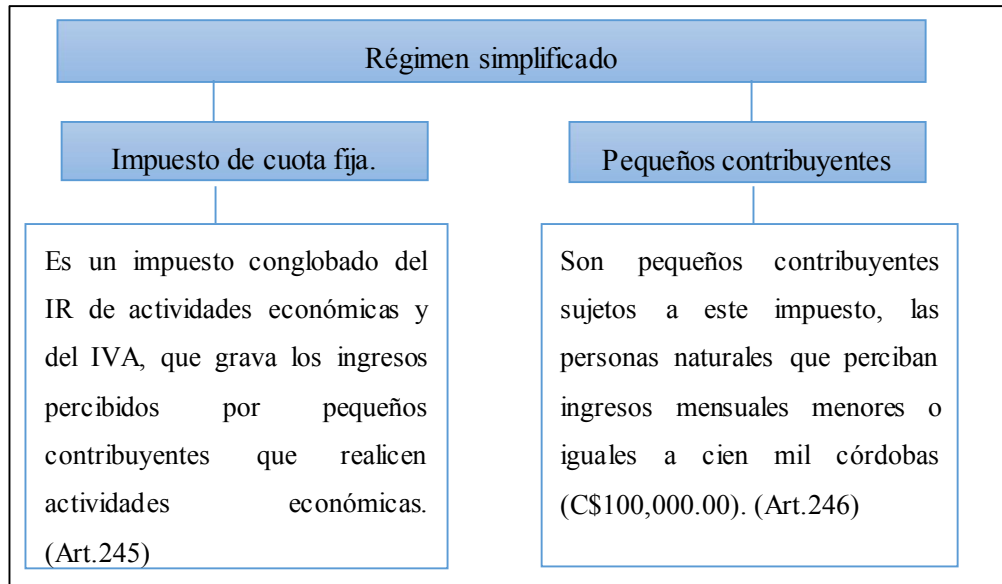 Régimen simplificado
Impuesto de cuota fija.
Pequeños contribuyentes
Es un impuesto conglobado del
IR de actividades económicas y
del IVA, que grava los ingresos
percibidos por pequeños
contribuyentes que realicen
actividades económicas.
(Art.245)
Son pequeños contribuyentes
sujetos a este impuesto, las
personas naturales que perciban
ingresos mensuales menores o
iguales a cien mil córdobas
(C$100,000.00). (Art.246)